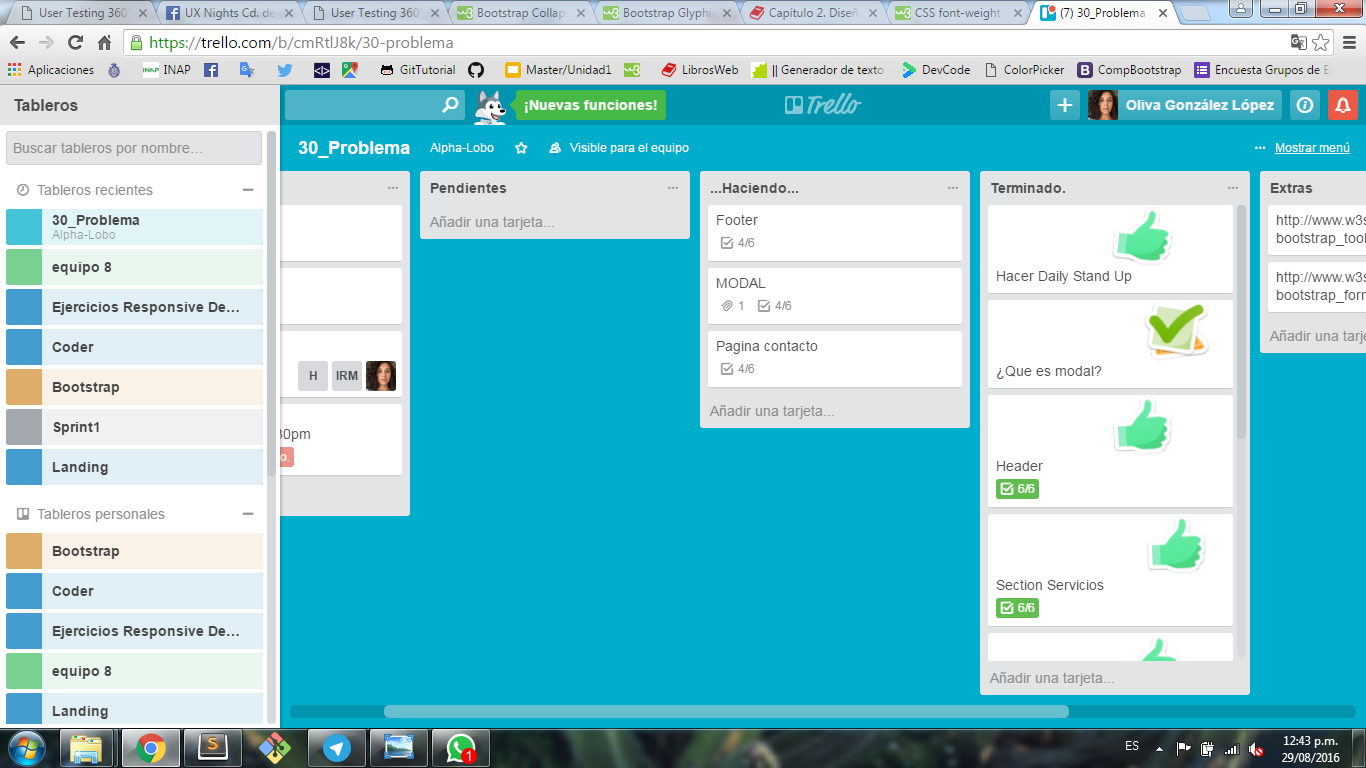 User Testing 360°
UX Nights Cd. de
User Testing 360°
Bootstrap Collap
Bootstrap Glyphi
Capítulo 2. Diseñ
CSS font-weight
(7) 30_Problema
https://trello.com/b/cmRtlJ8k/30-problema
Aplicaciones
INAP
INAP
GitTutorial
Master/Unidad1
LibrosWeb
|| Generador de texto
DevCode
ColorPicker
CompBootstrap
Encuesta Grupos de E
Tableros
¡Nuevas funciones!
Trello
Oliva González López
Buscar tableros por nombre...
30_Problema
Alpha-Lobo
Visible para el equipo
Mostrar menú
Tableros recientes
30_Problema
Alpha-Lobo
equipo 8
Ejercicios Responsive De...
Coder
Bootstrap
Sprint1
Landing
Tableros personales
Bootstrap
Coder
Ejercicios Responsive De...
equipo 8
Landing
H
IRM
30pm
o.
Pendientes
Añadir una tarjeta...
...Haciendo...
Footer
4/6
MODAL
1
4/6
Pagina contacto
4/6
Añadir una tarjeta...
Terminado.
Hacer Daily Stand Up
¿Que es modal?
Header
6/6
Section Servicios
6/6
Añadir una tarjeta...
Extras
http://www.w3s
bootstrap_tool
http://www.w3s
bootstrap_forr
Añadir una tarje
1
ES
12:43 p.m.
29/08/2016